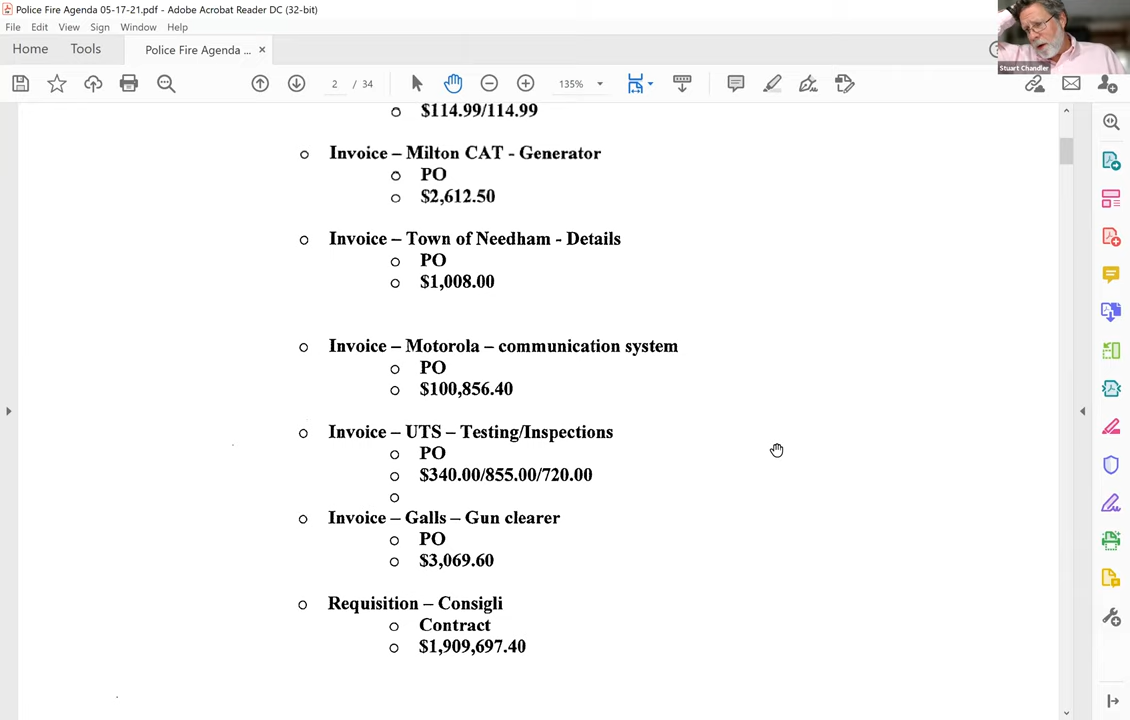 Police Fire Agenda 05-17-21.pdf - Adobe Acrobat Reader DC (32-bit)
File Edit View Sign Window Help
Home Tools Police Fire Agenda ... ×
2 / 34 135%
Stuart Chandler
$114.99/114.99
Invoice – Milton CAT - Generator
PO
$2,612.50
Invoice – Town of Needham - Details
PO
$1,008.00
Invoice – Motorola – communication system
PO
$100,856.40
Invoice – UTS – Testing/Inspections
PO
$340.00/855.00/720.00
Invoice – Galls – Gun clearer
PO
$3,069.60
Requisition – Consigli
Contract
$1,909,697.40